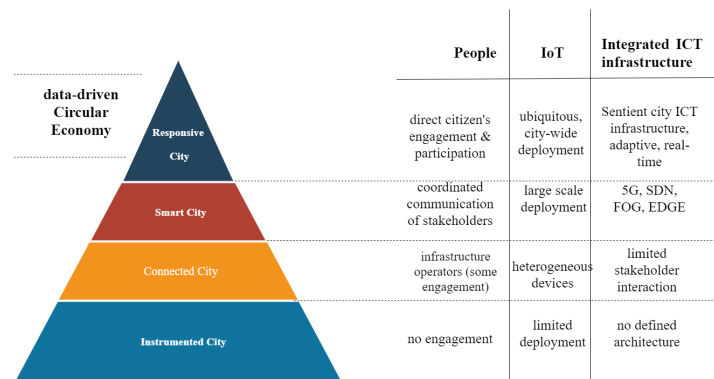 data-driven
Circular
Economy
Responsive
City
Smart City
Connected City
Instrumented City
People
IoT
Integrated ICT
infrastructure
direct citizen's
engagement &
participation
ubiquitous,
city-wide
deployment
Sentient city ICT
infrastructure,
adaptive, real-
time
coordinated
communication
of stakeholders
large scale
deployment
5G, SDN,
FOG, EDGE
infrastructure
operators (some
engagement)
heterogeneous
devices
limited
stakeholder
interaction
no engagement
limited
deployment
no defined
architecture